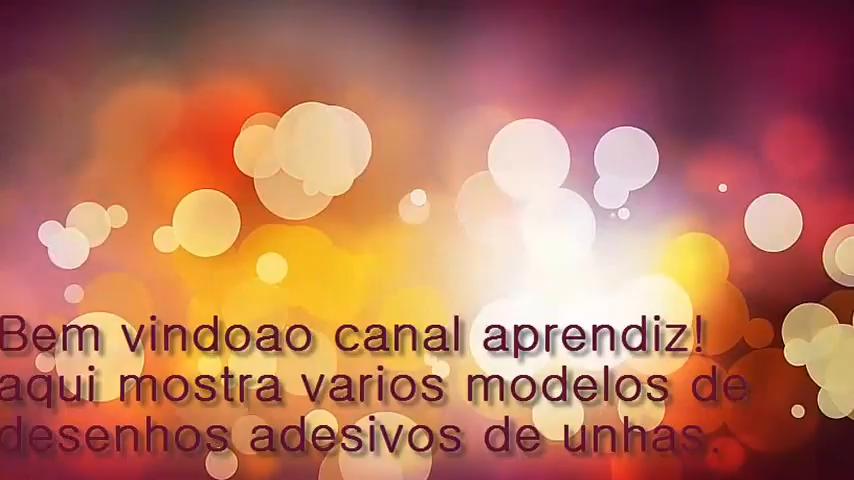 Bem vindoao canal aprendiz!
aqui mostra varios modelos de
desenhos adesivos de unhas.